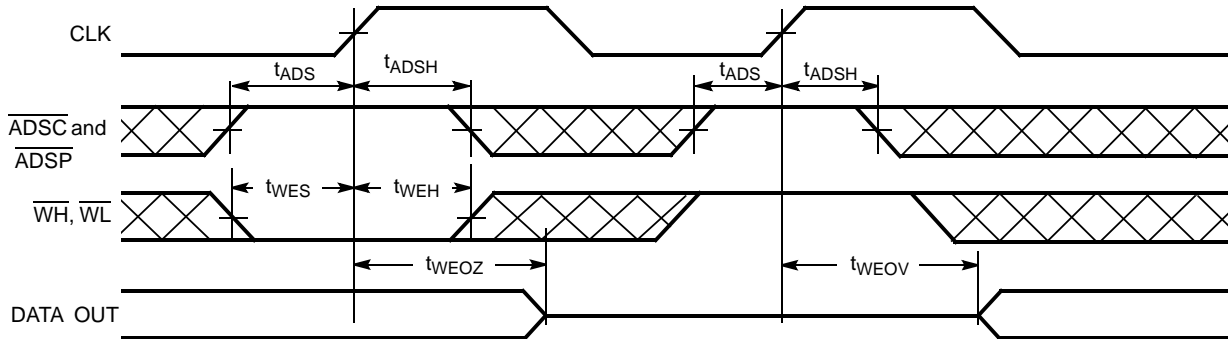 CLK
tADS tADSH tADS tADSH
ADSC and
ADSP
tWES tWEH
WH, WL
tWEOZ tWEOV
DATA OUT